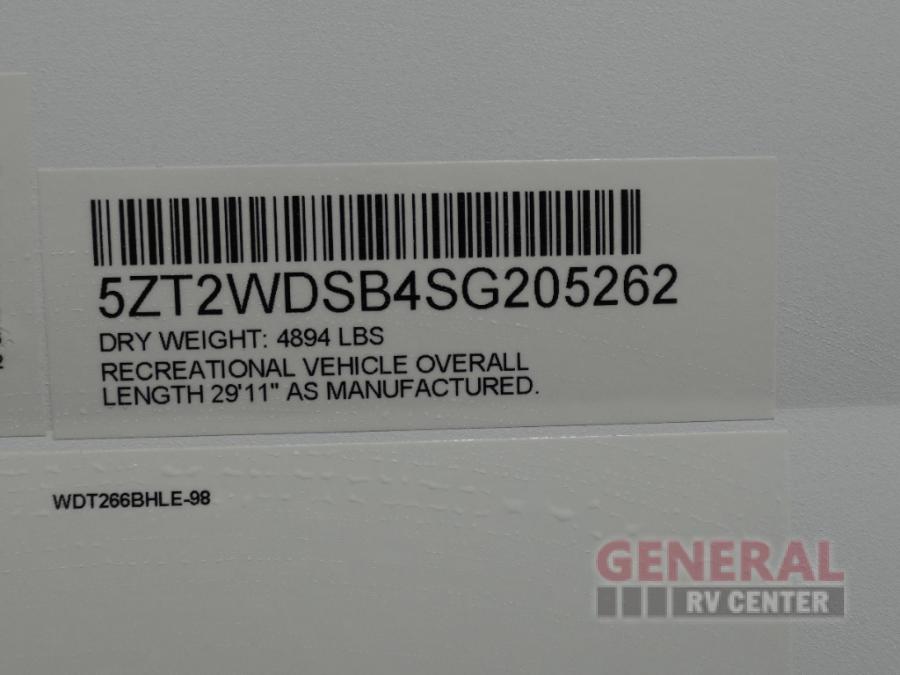 5ZT2WDSB4SG205262
DRY WEIGHT: 4894 LBS
RECREATIONAL VEHICLE OVERALL
LENGTH 29'11" AS MANUFACTURED.
WDT266BHLE-98
GENERAL
RV CENTER